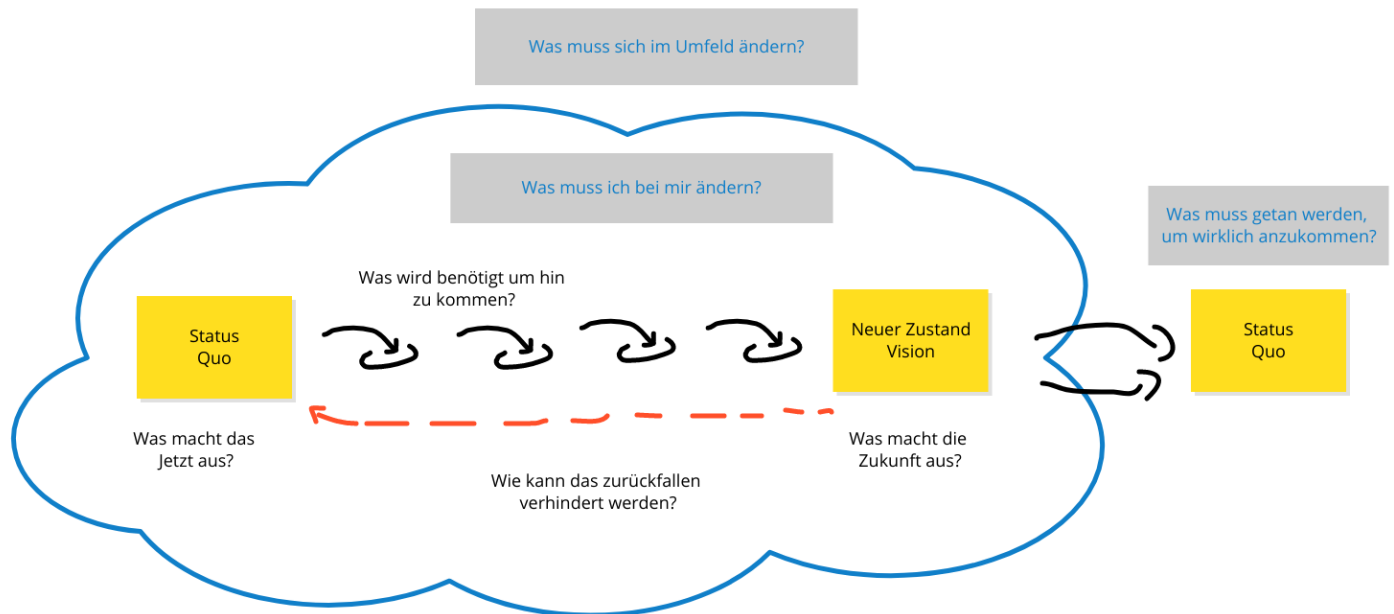 Was muss sich im Umfeld ändern?
Was muss ich bei mir ändern?
Was muss getan werden,
um wirklich anzukommen?
Was wird benötigt um hin
zu kommen?
Status
Quo
Neuer Zustand
Vision
Status
Quo
Was macht das
Jetzt aus?
Was macht die
Zukunft aus?
Wie kann das zurückfallen
verhindert werden?